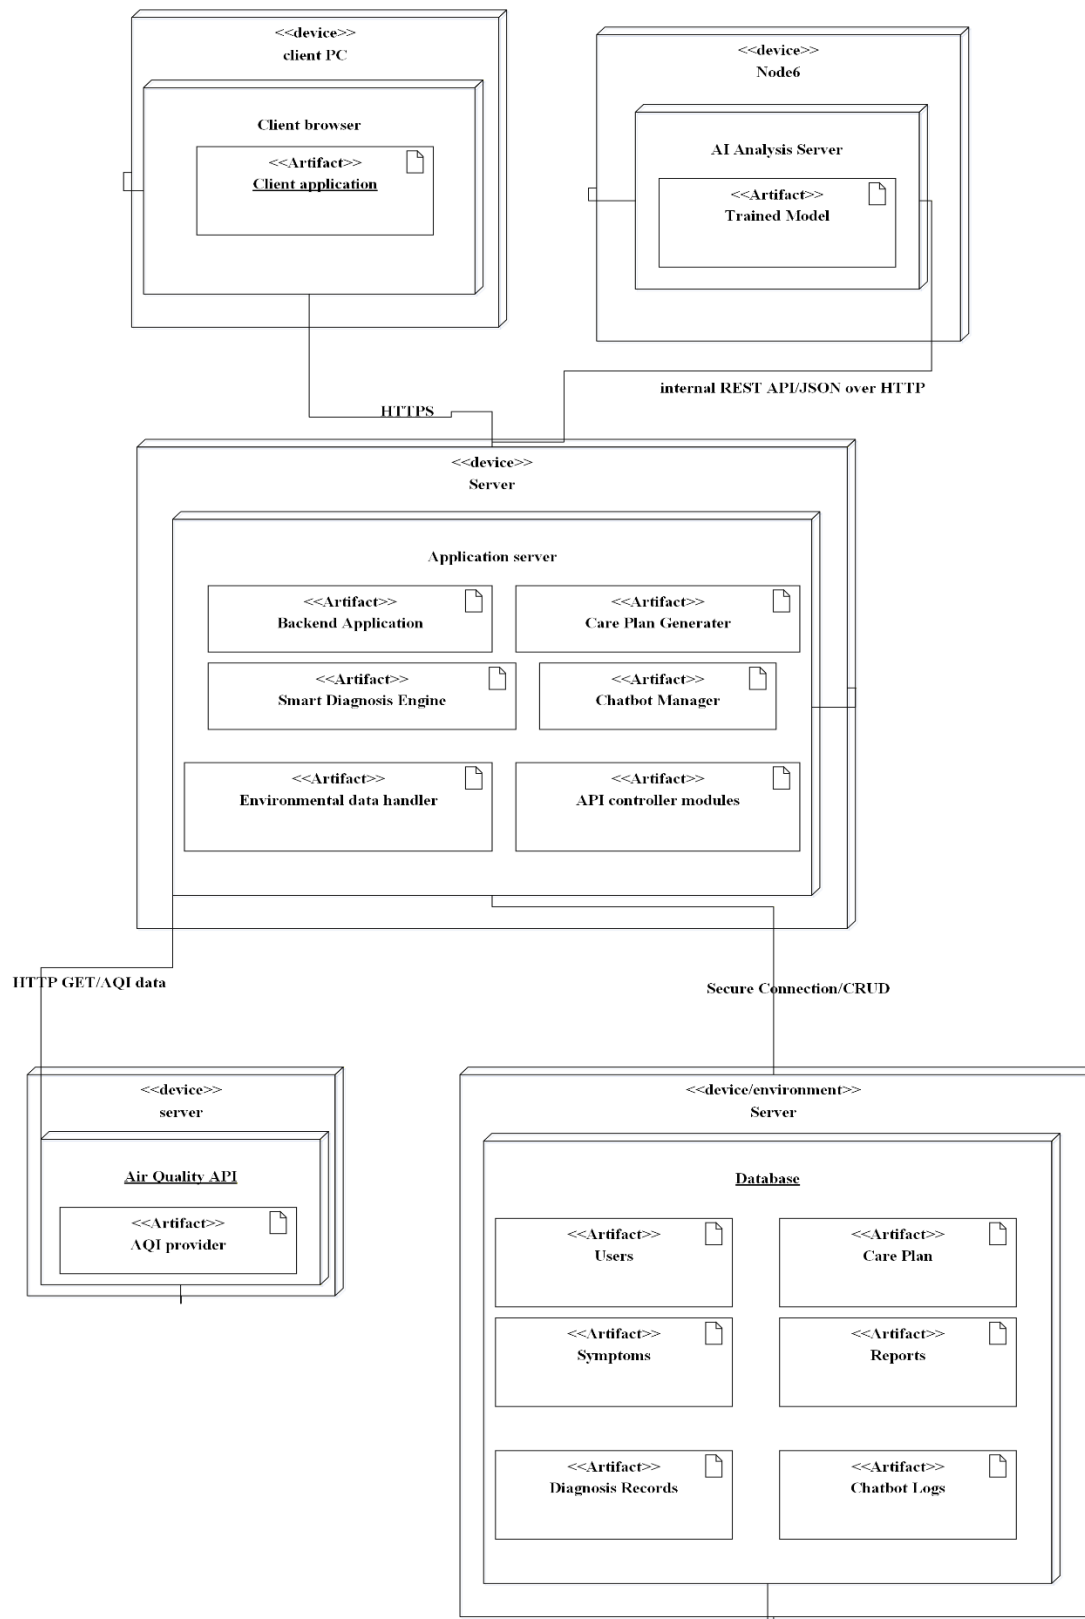 <<device>>
client PC
Client browser
<<Artifact>>
Client application
<<device>>
Node6
AI Analysis Server
<<Artifact>>
Trained Model
internal REST API/JSON over HTTP
HTTPS
<<device>>
Server
Application server
<<Artifact>>
Backend Application
<<Artifact>>
Care Plan Generater
<<Artifact>>
Smart Diagnosis Engine
<<Artifact>>
Chatbot Manager
<<Artifact>>
Environmental data handler
<<Artifact>>
API controller modules
HTTP GET/AQI data
Secure Connection/CRUD
<<device>>
server
Air Quality API
<<Artifact>>
AQI provider
<<device/environment>>
Server
Database
<<Artifact>>
Users
<<Artifact>>
Care Plan
<<Artifact>>
Symptoms
<<Artifact>>
Reports
<<Artifact>>
Diagnosis Records
<<Artifact>>
Chatbot Logs